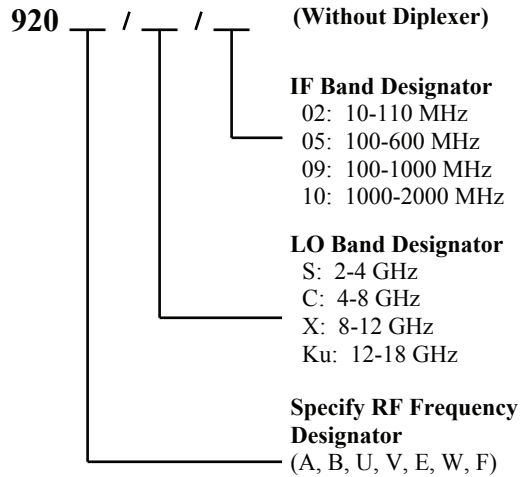 920 __ / __ / __ (Without Diplexer)
IF Band Designator
02: 10-110 MHz
05: 100-600 MHz
09: 100-1000 MHz
10: 1000-2000 MHz
LO Band Designator
S: 2-4 GHz
C: 4-8 GHz
X: 8-12 GHz
Ku: 12-18 GHz
Specify RF Frequency
Designator
(A, B, U, V, E, W, F)